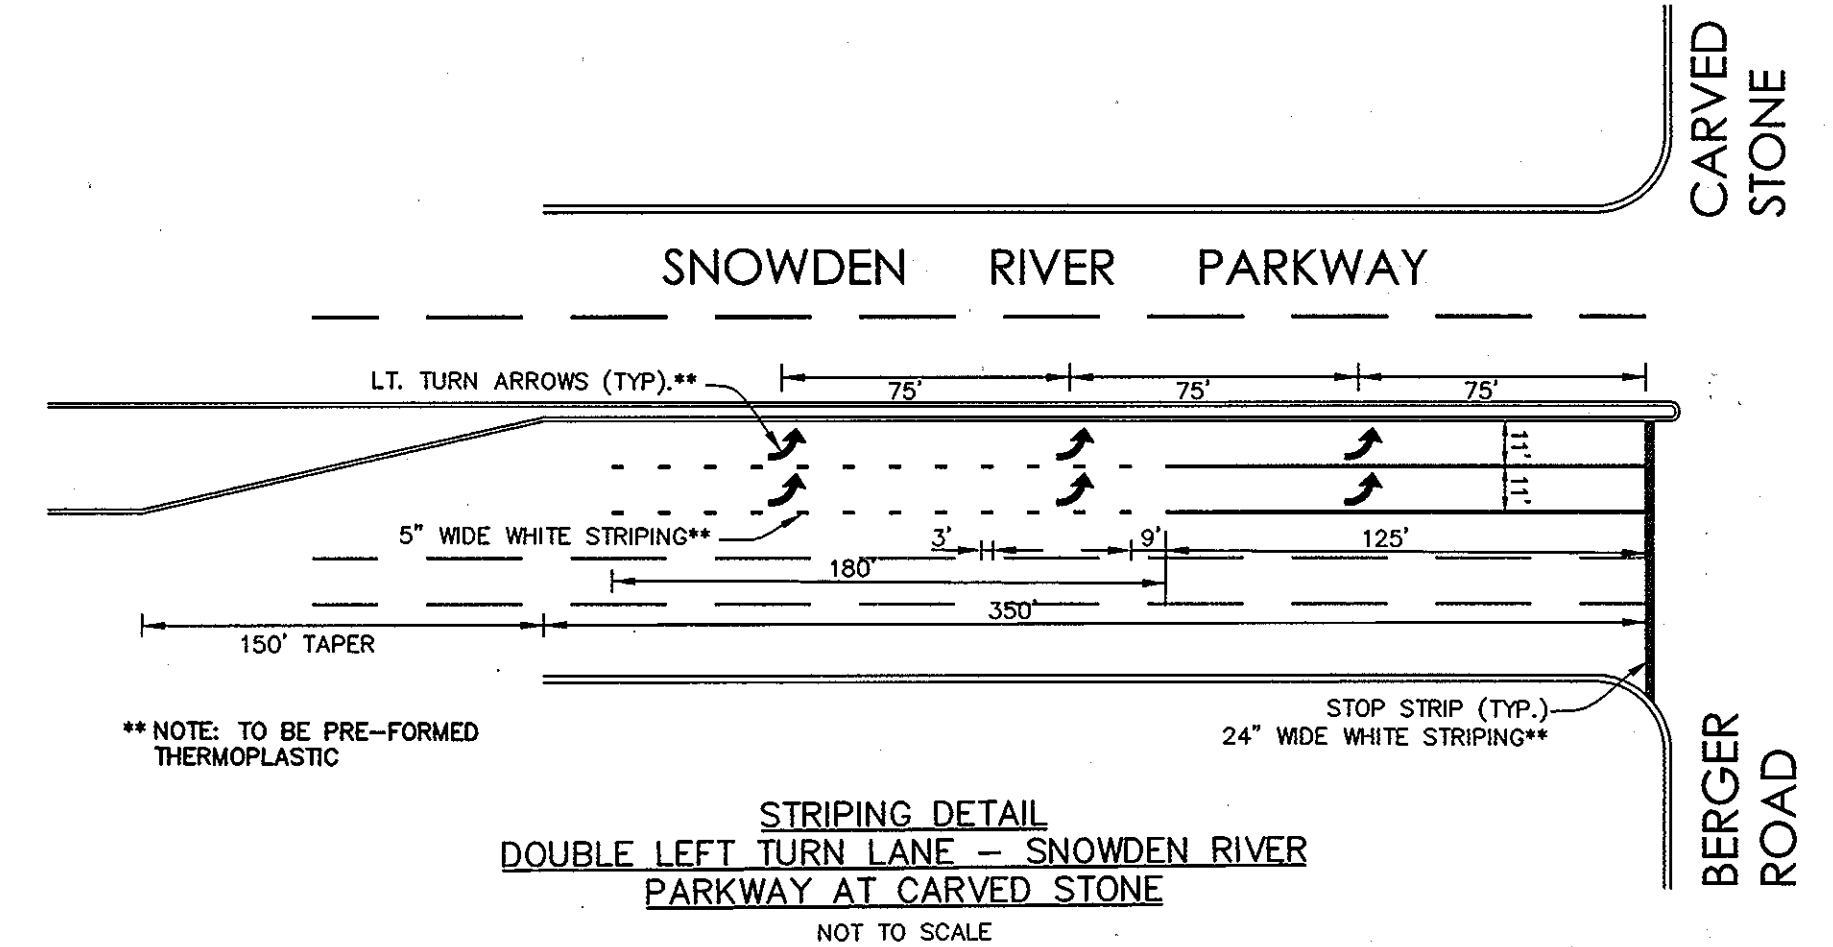 CARVED
STONE
SNOWDEN RIVER PARKWAY
LT. TURN ARROWS (TYP).**
75'
75'
75'
11'
11'
5" WIDE WHITE STRIPING**
3'
9'
125'
180'
350'
150' TAPER
STOP STRIP (TYP.)
24" WIDE WHITE STRIPING**
** NOTE: TO BE PRE-FORMED
THERMOPLASTIC
BERGER
ROAD
STRIPING DETAIL
DOUBLE LEFT TURN LANE - SNOWDEN RIVER
PARKWAY AT CARVED STONE
NOT TO SCALE